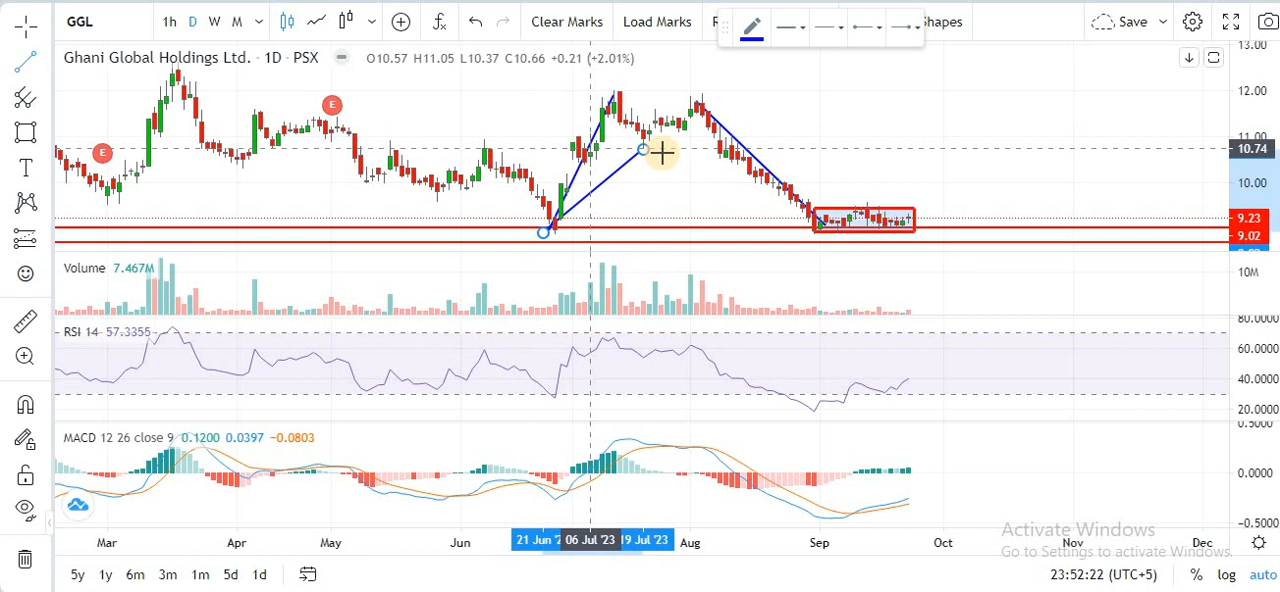 GGL 1h D W M Clear Marks Load Marks Shapes Save
Ghani Global Holdings Ltd. · 1D · PSX O10.57 H11.05 L10.37 C10.66 +0.21 (+2.01%)
13.00
12.00
11.00
10.74
10.00
9.23
9.02
E
E
Volume 7.467M
10M
RSI 14 57.3355
80.0000
60.0000
40.0000
20.0000
MACD 12 26 close 9 0.1200 0.0397 −0.0803
0.5000
0.0000
−0.5000
Activate Windows
Go to Settings to activate Windows.
Mar Apr May Jun 21 Jun '2 06 Jul '23 19 Jul '23 Aug Sep Oct Nov Dec
5y 1y 6m 3m 1m 5d 1d 23:52:22 (UTC+5) % log auto